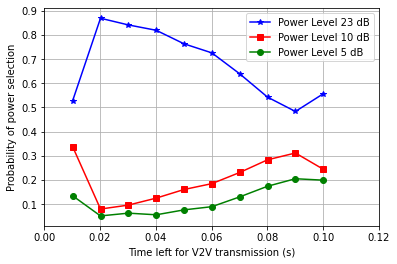 0.9
0.8
0.7
0.6
0.5
0.4
0.3
0.2
0.1
Probability of power selection
Power Level 23 dB
Power Level 10 dB
Power Level 5 dB
0.00 0.02 0.04 0.06 0.08 0.10 0.12
Time left for V2V transmission (s)